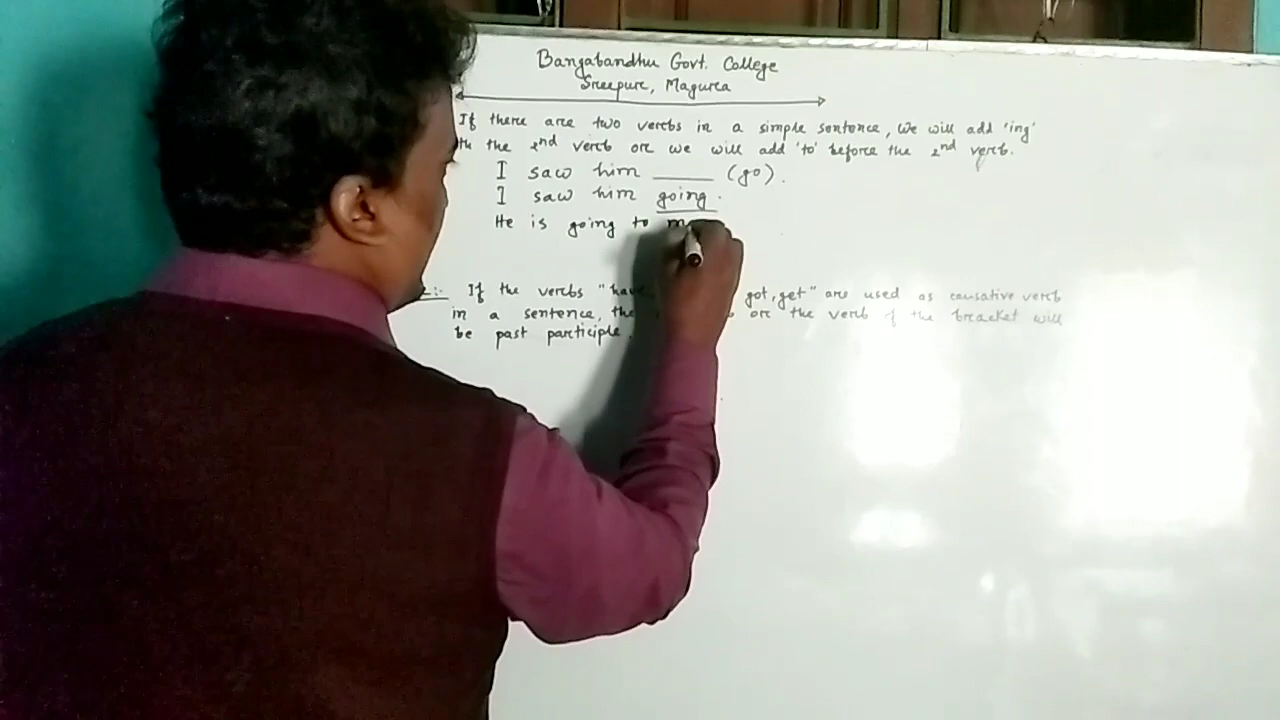 Bangabandhu Govt. College
Sreepur, Magura
If there are two verbs in a simple sentence, we will add 'ing'
the 2nd verb or we will add 'to' before the 2nd verb.
I saw him ____ (go).
I saw him going.
He is going to
If the verbs "have, got, get" are used as causative verb
in a sentence, the or the verb of the bracket will
be past participle